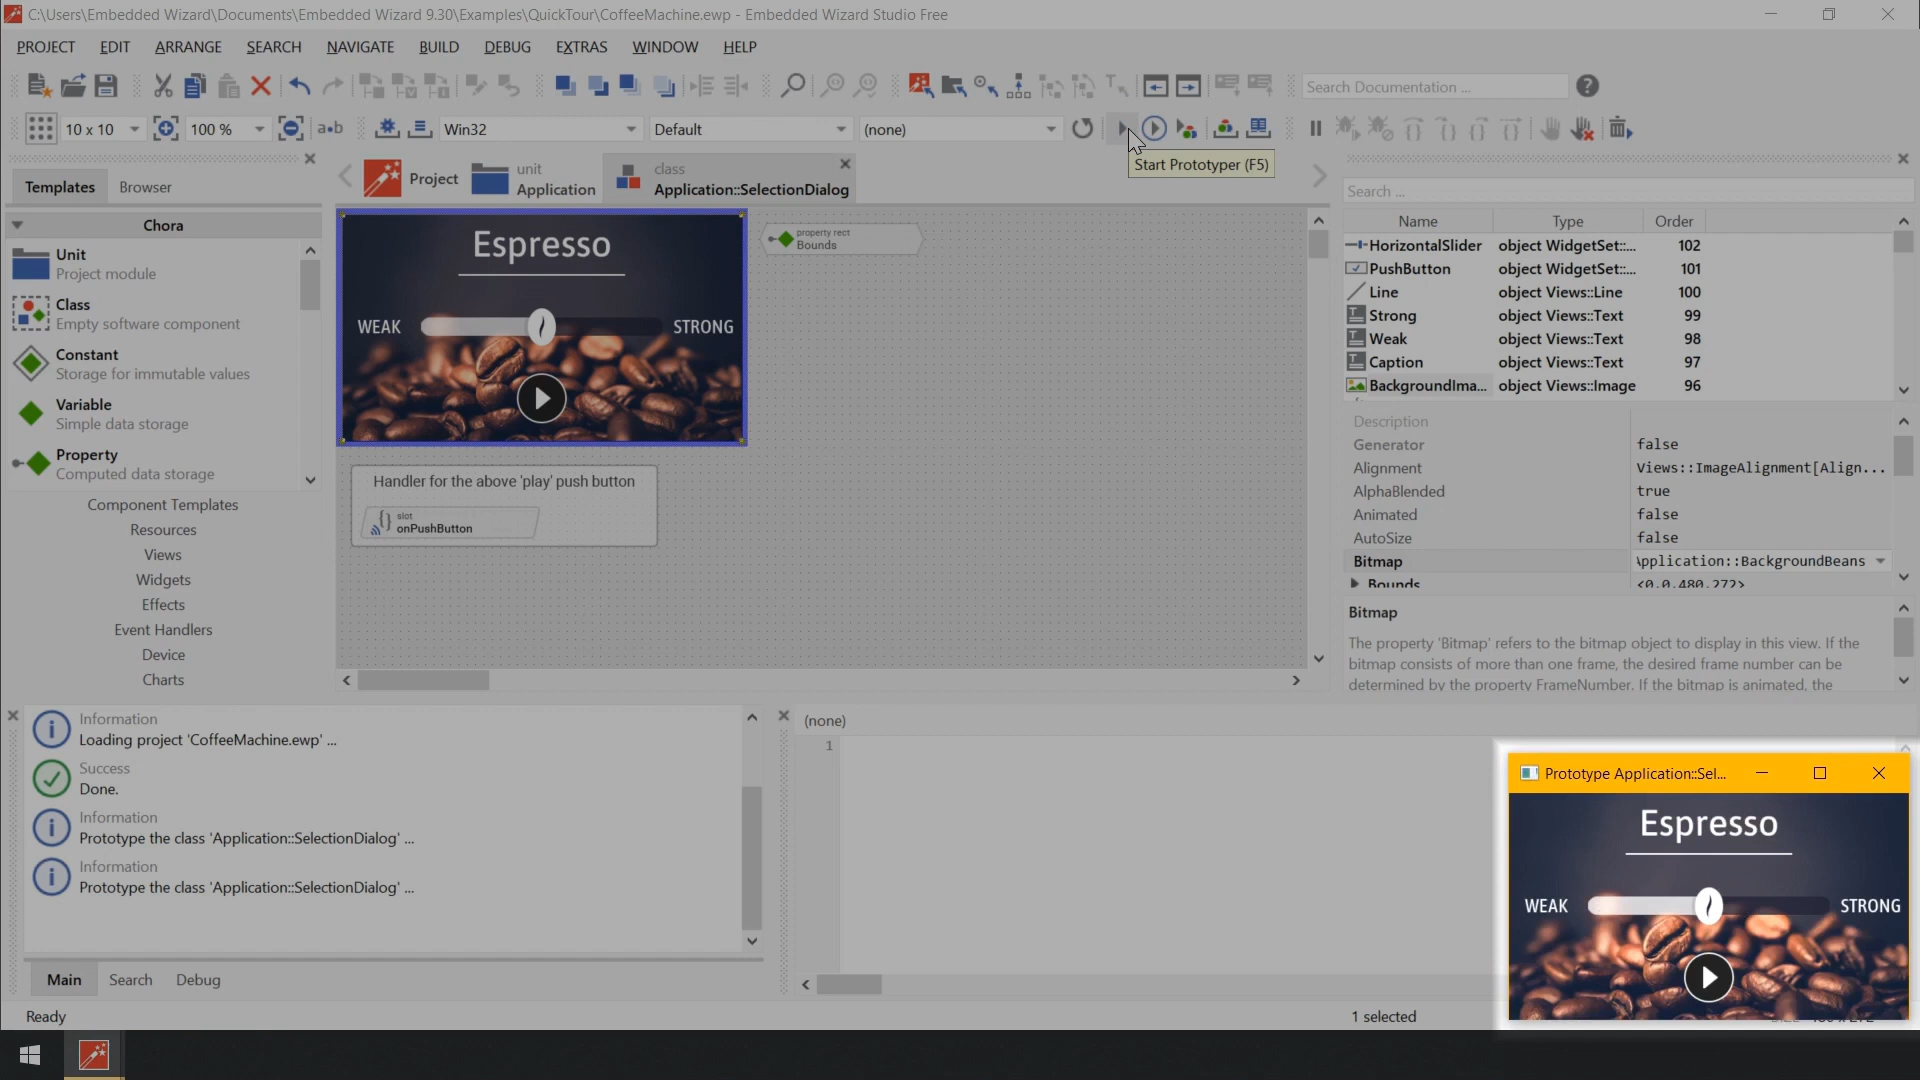 C:\Users\Embedded Wizard\Documents\Embedded Wizard 9.30\Examples\QuickTour\CoffeeMachine.ewp - Embedded Wizard Studio Free
PROJECT EDIT ARRANGE SEARCH NAVIGATE BUILD DEBUG EXTRAS WINDOW HELP
Search Documentation ...
10 x 10 100 % a•b Win32 Default (none)
Start Prototyper (F5)
Templates Browser
Project
unit
Application
class
Application::SelectionDialog
Search ...
Chora
Unit
Project module
Class
Empty software component
Constant
Storage for immutable values
Variable
Simple data storage
Property
Computed data storage
Component Templates
Resources
Views
Widgets
Effects
Event Handlers
Device
Charts
Espresso
WEAK STRONG
property rect
Bounds
Handler for the above 'play' push button
slot
onPushButton
Name Type Order
HorizontalSlider object WidgetSet::... 102
PushButton object WidgetSet::... 101
Line object Views::Line 100
Strong object Views::Text 99
Weak object Views::Text 98
Caption object Views::Text 97
BackgroundIma... object Views::Image 96
Description
Generator false
Alignment Views::ImageAlignment[Align...
AlphaBlended true
Animated false
AutoSize false
Bitmap Application::BackgroundBeans
Bounds <0,0,480,272>
Bitmap
The property 'Bitmap' refers to the bitmap object to display in this view. If the
bitmap consists of more than one frame, the desired frame number can be
determined by the property FrameNumber. If the bitmap is animated, the
Information
Loading project 'CoffeeMachine.ewp' ...
Success
Done.
Information
Prototype the class 'Application::SelectionDialog' ...
Information
Prototype the class 'Application::SelectionDialog' ...
Main Search Debug
(none)
1
Prototype Application::Sel...
Espresso
WEAK STRONG
Ready
1 selected